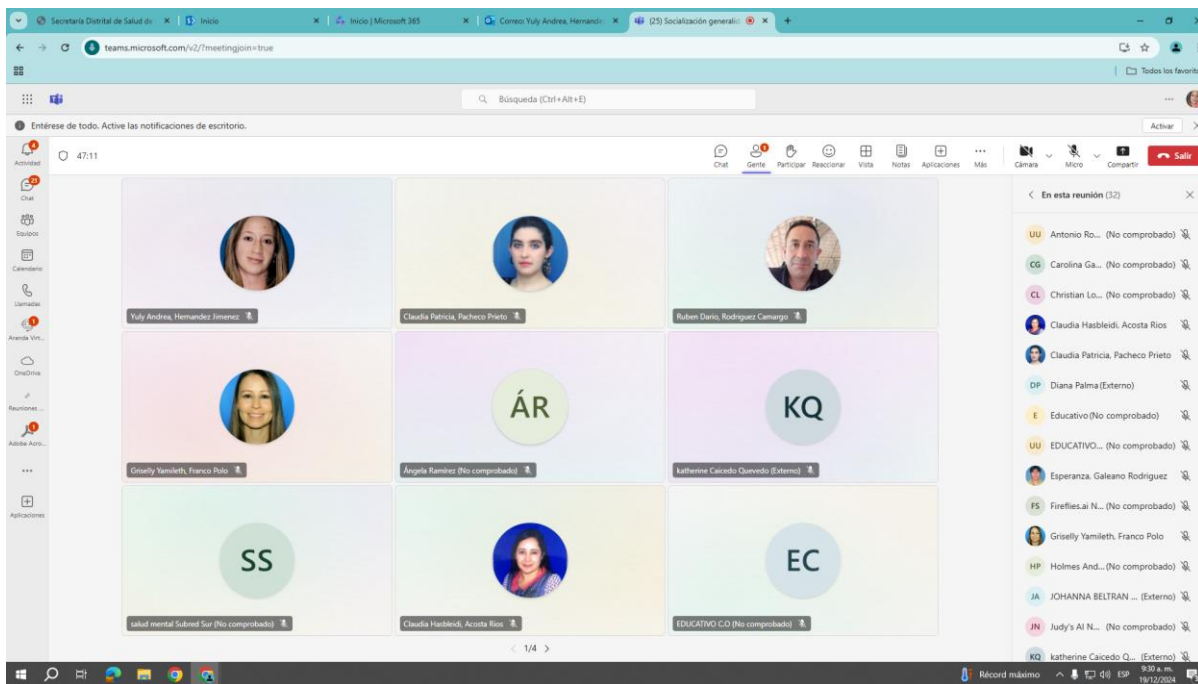 Secretaría Distrital de Salud de
Inicio
Inicio | Microsoft 365
Correo: Yuly Andrea, Hernande
(25) Socialización generalid
teams.microsoft.com/v2/?meetingjoin=true
Todos los favorito
Búsqueda (Ctrl+Alt+E)
Entérese de todo. Active las notificaciones de escritorio.
Activar
47:11
Chat
Gente
Participar
Reaccionar
Vista
Notas
Aplicaciones
Más
Cámara
Micro
Compartir
Salir
Actividad
Chat
Equipos
Calendario
Llamadas
Aranda Virt...
OneDrive
Reuniones ...
Adobe Acro...
Aplicaciones
Yuly Andrea, Hernandez Jimenez
Claudia Patricia, Pacheco Prieto
Ruben Dario, Rodriguez Camargo
ÁR
KQ
Griselly Yamileth, Franco Polo
Ángela Ramírez (No comprobado)
katherine Caicedo Quevedo (Externo)
SS
EC
salud mental Subred Sur (No comprobado)
Claudia Hasbleidi, Acosta Rios
EDUCATIVO C.O (No comprobado)
1/4
En esta reunión (32)
UU Antonio Ro... (No comprobado)
CG Carolina Ga... (No comprobado)
CL Christian Lo... (No comprobado)
Claudia Hasbleidi, Acosta Rios
Claudia Patricia, Pacheco Prieto
DP Diana Palma (Externo)
E Educativo (No comprobado)
UU EDUCATIVO... (No comprobado)
Esperanza, Galeano Rodriguez
FS Fireflies.ai N... (No comprobado)
Griselly Yamileth, Franco Polo
HP Holmes And... (No comprobado)
JA JOHANNA BELTRAN ... (Externo)
JN Judy's AI N... (No comprobado)
KQ katherine Caicedo Q... (Externo)
Récord máximo
ESP
9:30 a. m.
19/12/2024